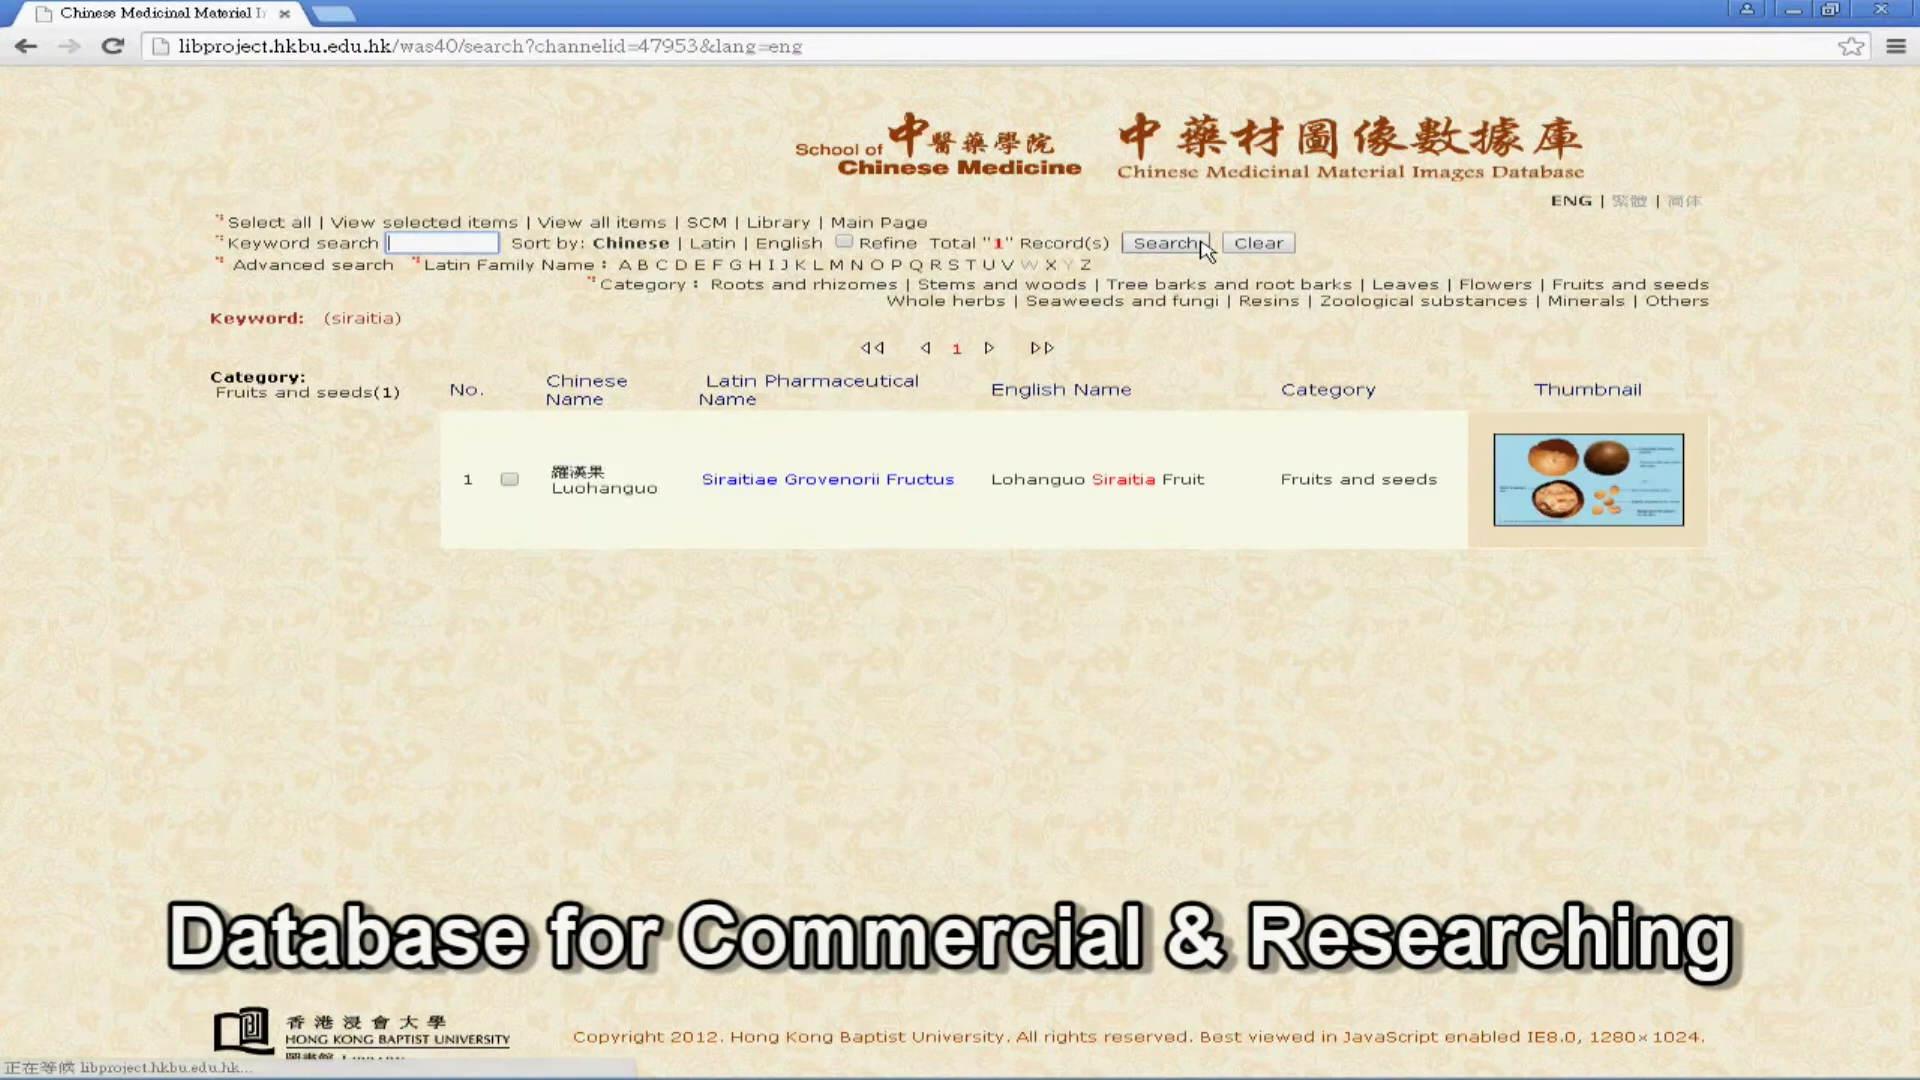 Chinese Medicinal Material I
libproject.hkbu.edu.hk/was40/search?channelid=47953&lang=eng
School of 中醫藥學院
Chinese Medicine
中藥材圖像數據庫
Chinese Medicinal Material Images Database
ENG | 繁體 | 简体
Select all | View selected items | View all items | SCM | Library | Main Page
Keyword search Sort by: Chinese | Latin | English Refine Total "1" Record(s) Search Clear
Advanced search Latin Family Name : A B C D E F G H I J K L M N O P Q R S T U V W X Y Z
Category : Roots and rhizomes | Stems and woods | Tree barks and root barks | Leaves | Flowers | Fruits and seeds
Whole herbs | Seaweeds and fungi | Resins | Zoological substances | Minerals | Others
Keyword: (siraitia)
1
Category:
Fruits and seeds(1)
No. Chinese Name Latin Pharmaceutical Name English Name Category Thumbnail
1 羅漢果 Luohanguo Siraitiae Grovenorii Fructus Lohanguo Siraitia Fruit Fruits and seeds
Database for Commercial & Researching
香港浸會大學
HONG KONG BAPTIST UNIVERSITY
Copyright 2012. Hong Kong Baptist University. All rights reserved. Best viewed in JavaScript enabled IE8.0, 1280×1024.
正在等候 libproject.hkbu.edu.hk...